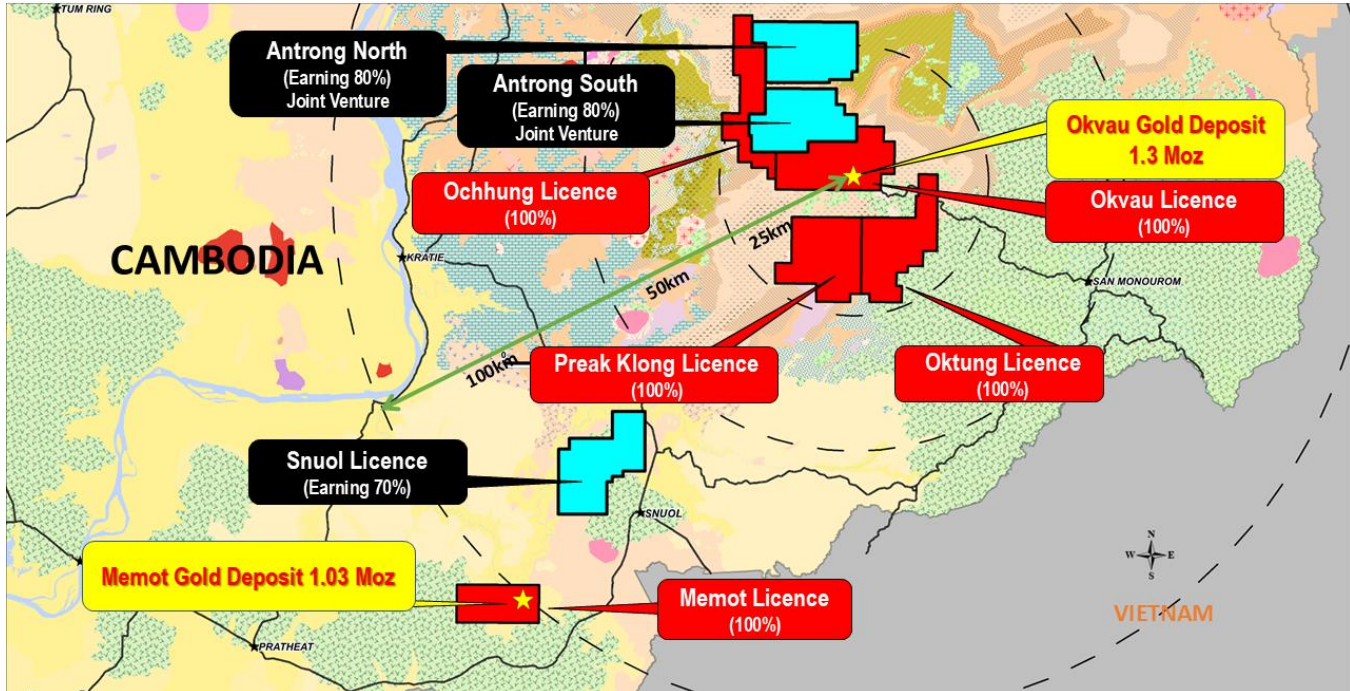 TUM RING
Antrong North
(Earning 80%)
Joint Venture
Antrong South
(Earning 80%)
Joint Venture
Okvau Gold Deposit
1.3 Moz
Ochhung Licence
(100%)
Okvau Licence
(100%)
CAMBODIA
KRATIE
25km
50km
100km
SAN MONOUROM
Preak Klong Licence
(100%)
Oktung Licence
(100%)
Snuol Licence
(Earning 70%)
SNUOL
N
W E
S
Memot Gold Deposit 1.03 Moz
Memot Licence
(100%)
VIETNAM
PRATHEAT